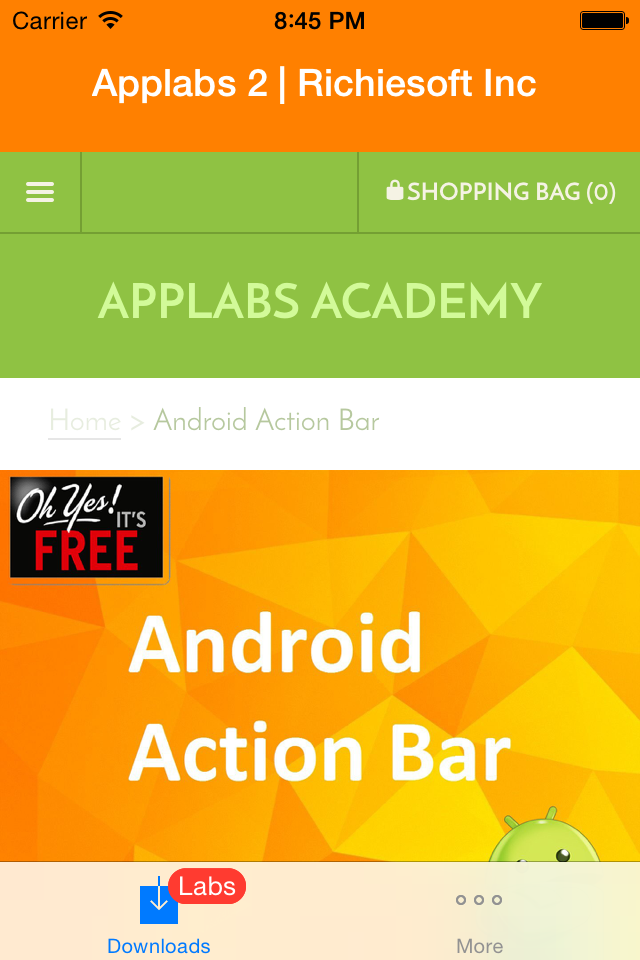 Carrier 8:45 PM
Applabs 2 | Richiesoft Inc
SHOPPING BAG (0)
APPLABS ACADEMY
Home > Android Action Bar
Oh Yes!
IT'S
FREE
Android
Action Bar
Labs
Downloads More